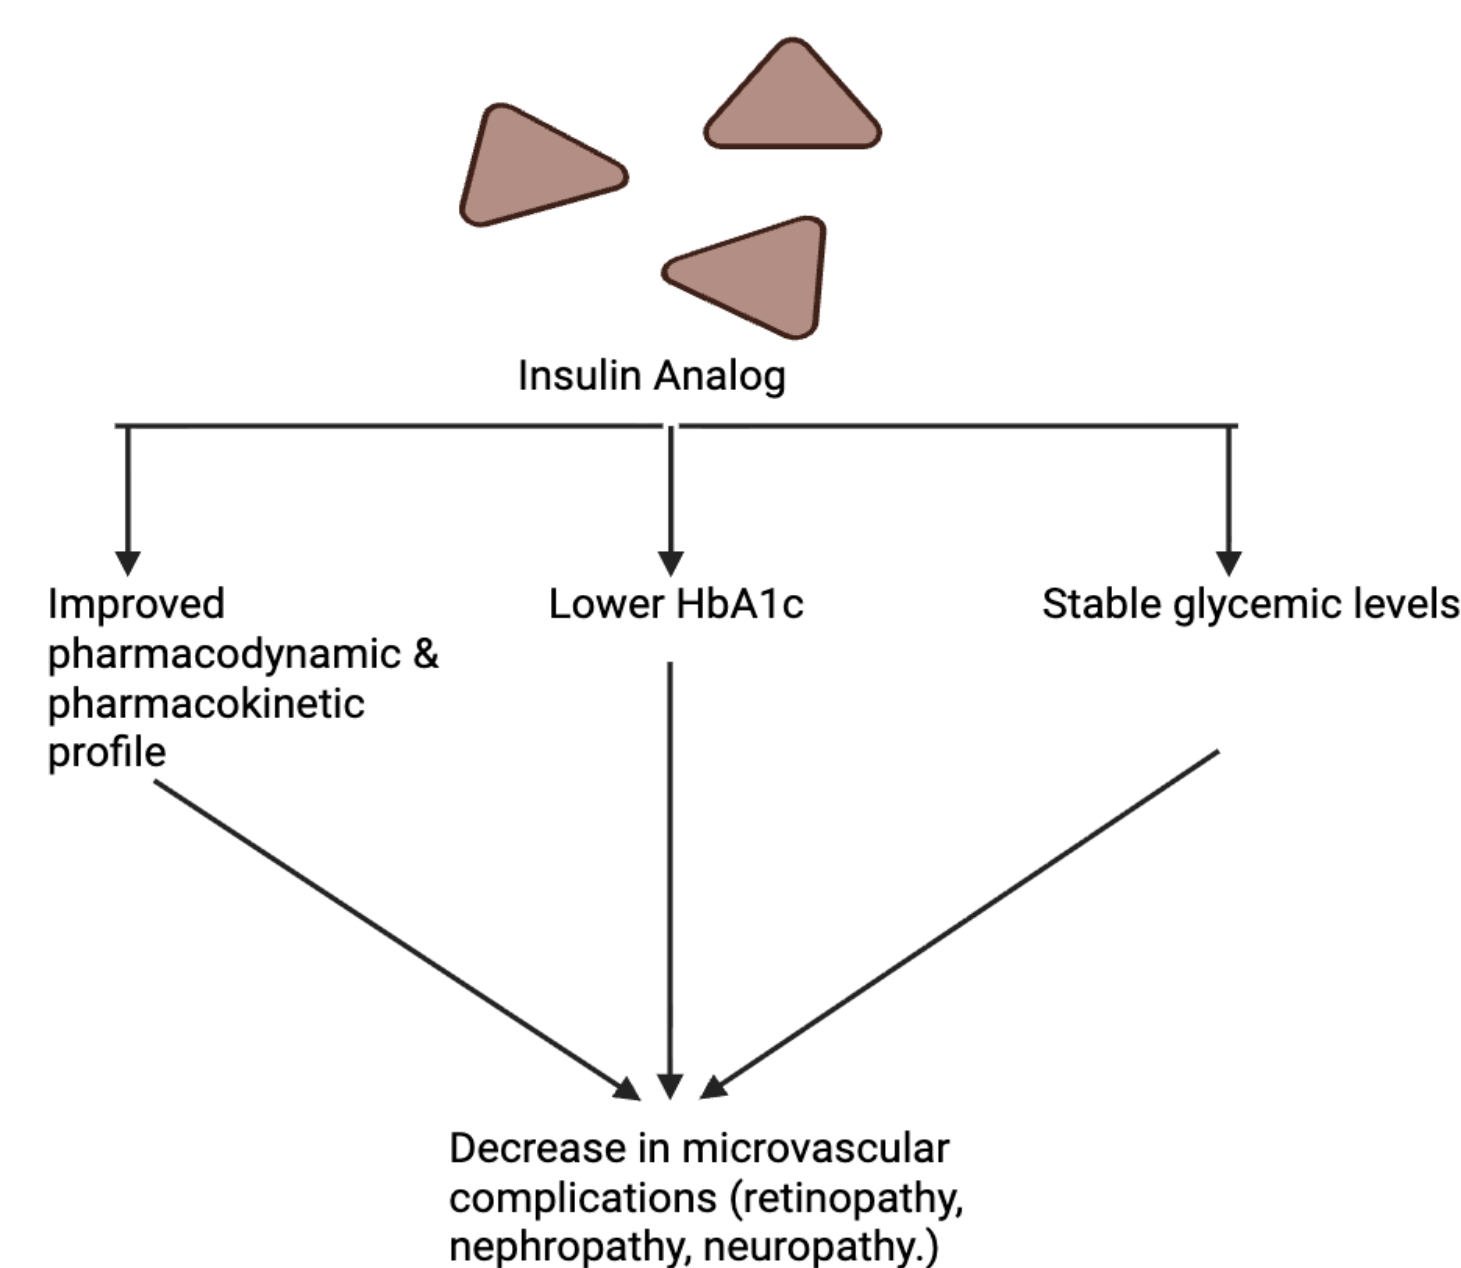 Insulin Analog
Improved
pharmacodynamic &
pharmacokinetic
profile
Lower HbA1c
Stable glycemic levels
Decrease in microvascular
complications (retinopathy,
nephropathy, neuropathy.)